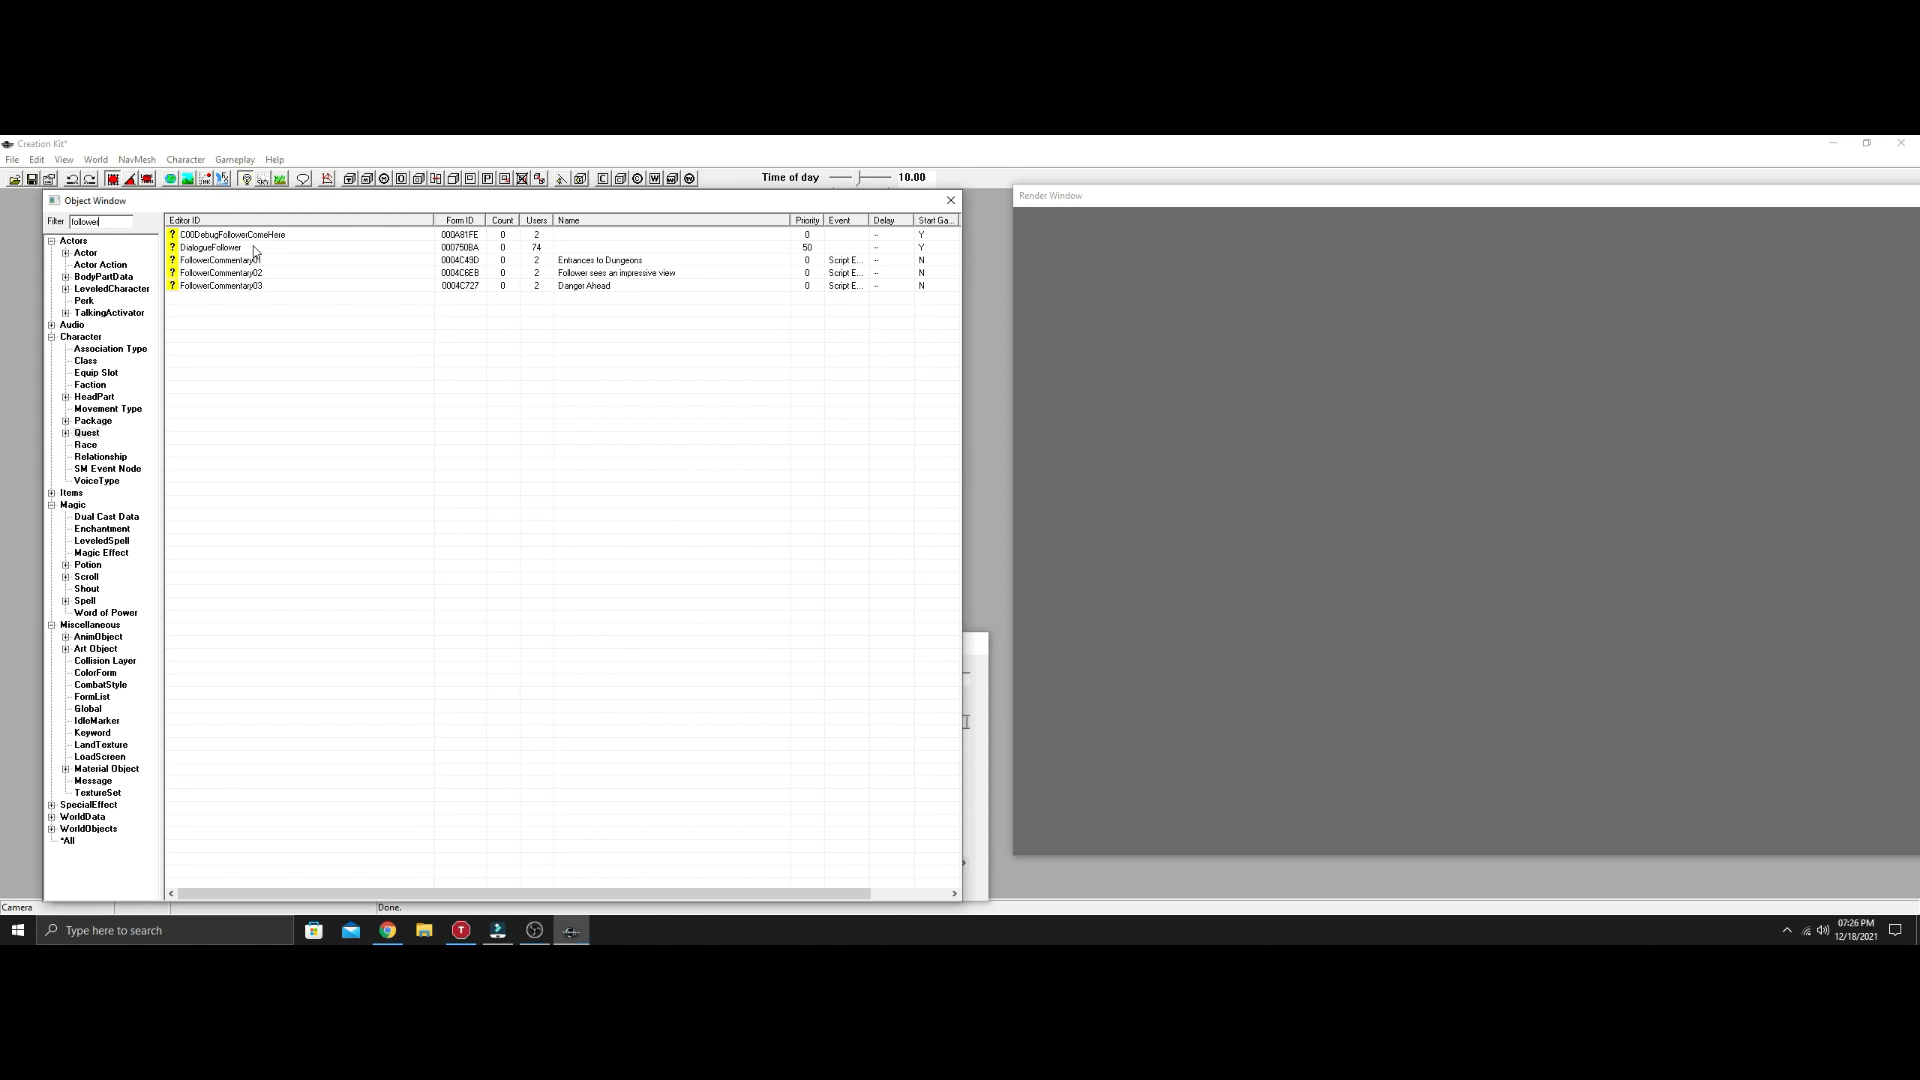 Creation Kit*
File Edit View World NavMesh Character Gameplay Help
Time of day 10.00
Object Window
Render Window
Filter follower
Editor ID Form ID Count Users Name Priority Event Delay Start Ga...
C00DebugFollowerComeHere 000A81FE 0 2 0 -- Y
DialogueFollower 000750BA 0 74 50 -- Y
FollowerCommentary01 0004C49D 0 2 Entrances to Dungeons 0 Script E... -- N
FollowerCommentary02 0004C6EB 0 2 Follower sees an impressive view 0 Script E... -- N
FollowerCommentary03 0004C727 0 2 Danger Ahead 0 Script E... -- N
Actors
Actor
Actor Action
BodyPartData
LeveledCharacter
Perk
TalkingActivator
Audio
Character
Association Type
Class
Equip Slot
Faction
HeadPart
Movement Type
Package
Quest
Race
Relationship
SM Event Node
VoiceType
Items
Magic
Dual Cast Data
Enchantment
LeveledSpell
Magic Effect
Potion
Scroll
Shout
Spell
Word of Power
Miscellaneous
AnimObject
Art Object
Collision Layer
ColorForm
CombatStyle
FormList
Global
IdleMarker
Keyword
LandTexture
LoadScreen
Material Object
Message
TextureSet
SpecialEffect
WorldData
WorldObjects
*All
Camera Done.
Type here to search
07:26 PM
12/18/2021